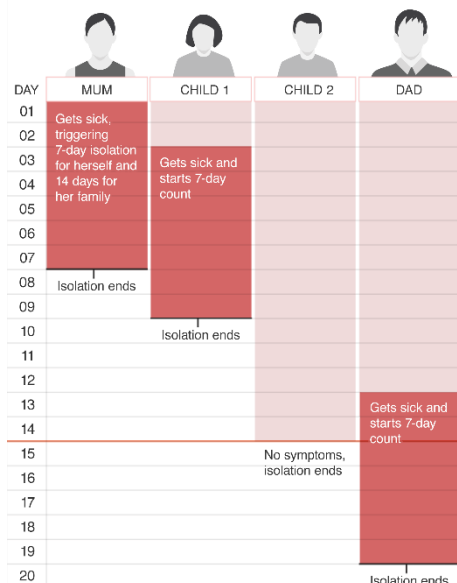 DAY MUM CHILD 1 CHILD 2 DAD
01
Gets sick,
triggering
7-day isolation
for herself and
14 days for
her family
02
03
Gets sick and
starts 7-day
count
04
05
06
07
08
Isolation ends
09
10
Isolation ends
11
12
13
Gets sick and
starts 7-day
count
14
15
No symptoms,
isolation ends
16
17
18
19
20
Isolation ends